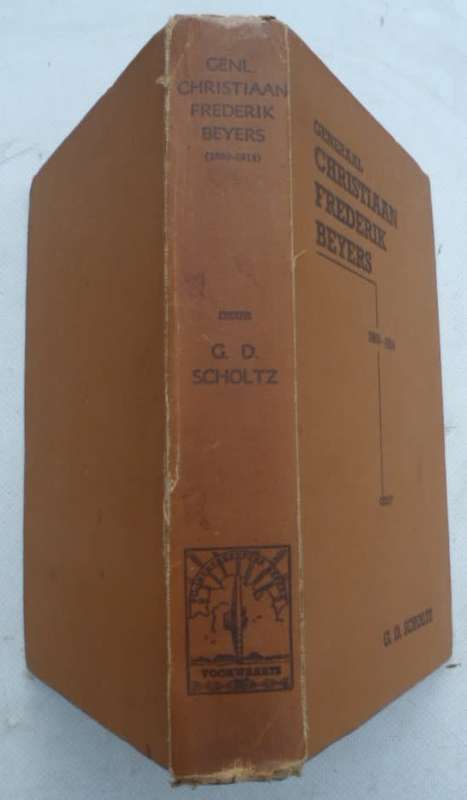 GENL.
CHRISTIAAN
FREDERIK
BEYERS
DEUR
G. D.
SCHOLTZ
VOORWAARTS
GENERAAL
CHRISTIAAN
FREDERIK
BEYERS
G. D. SCHOLTZ